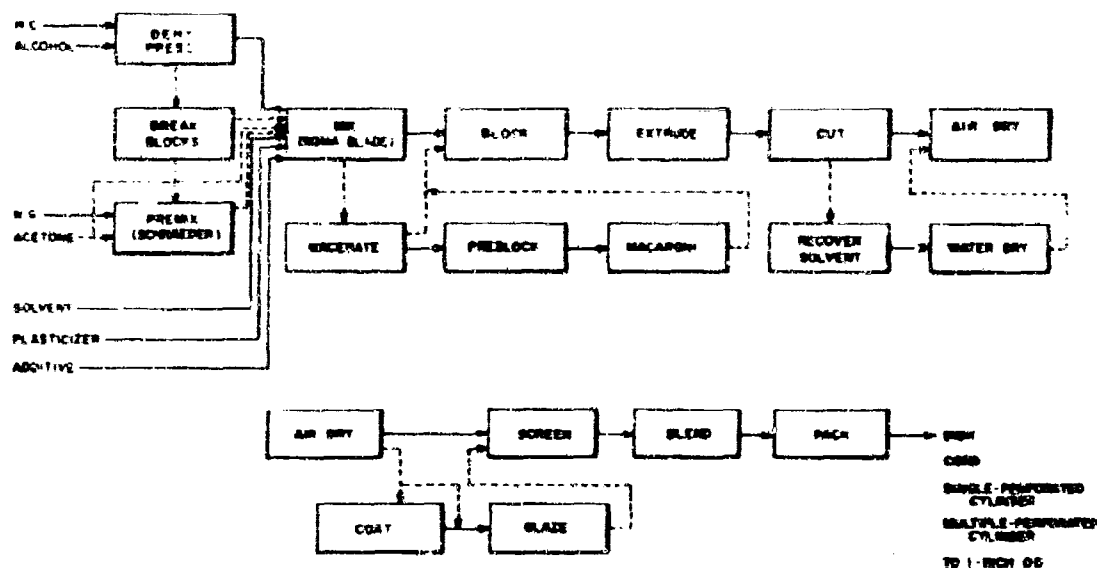 ALCOHOL
BREAK
BLOCKS
PREMIX
(SCHRAEDER)
ACETONE
SOLVENT
PLASTICIZER
ADDITIVE
MIX
(SIGMA BLADE)
BLOCK
EXTRUDE
CUT
AIR DRY
MACERATE
PREBLOCK
MACARONI
RECOVER
SOLVENT
WATER DRY
AIR DRY
SCREEN
BLEND
PACK
COAT
GLAZE
CORD
SINGLE-PERFORATED
CYLINDER
MULTIPLE-PERFORATED
CYLINDER
TO 1-INCH OD